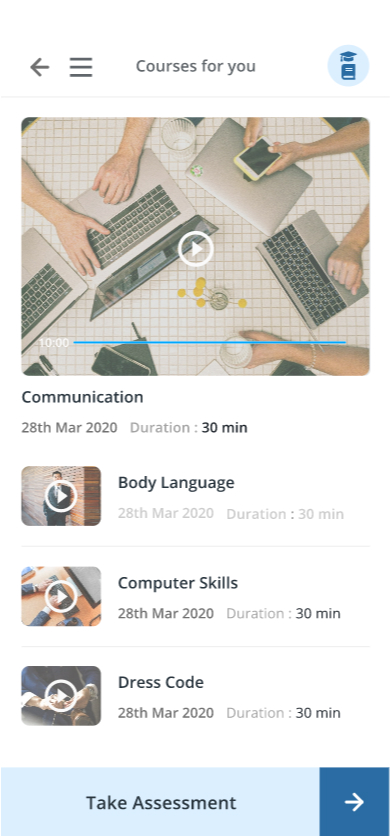 Courses for you
10:00
Communication
28th Mar 2020 Duration : 30 min
Body Language
28th Mar 2020 Duration : 30 min
Computer Skills
28th Mar 2020 Duration : 30 min
Dress Code
28th Mar 2020 Duration : 30 min
Take Assessment